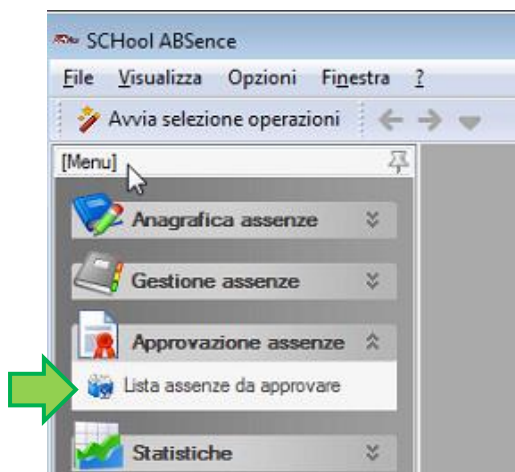 SCHool ABSence
File Visualizza Opzioni Finestra ?
Avvia selezione operazioni
[Menu]
Anagrafica assenze
Gestione assenze
Approvazione assenze
Lista assenze da approvare
Statistiche